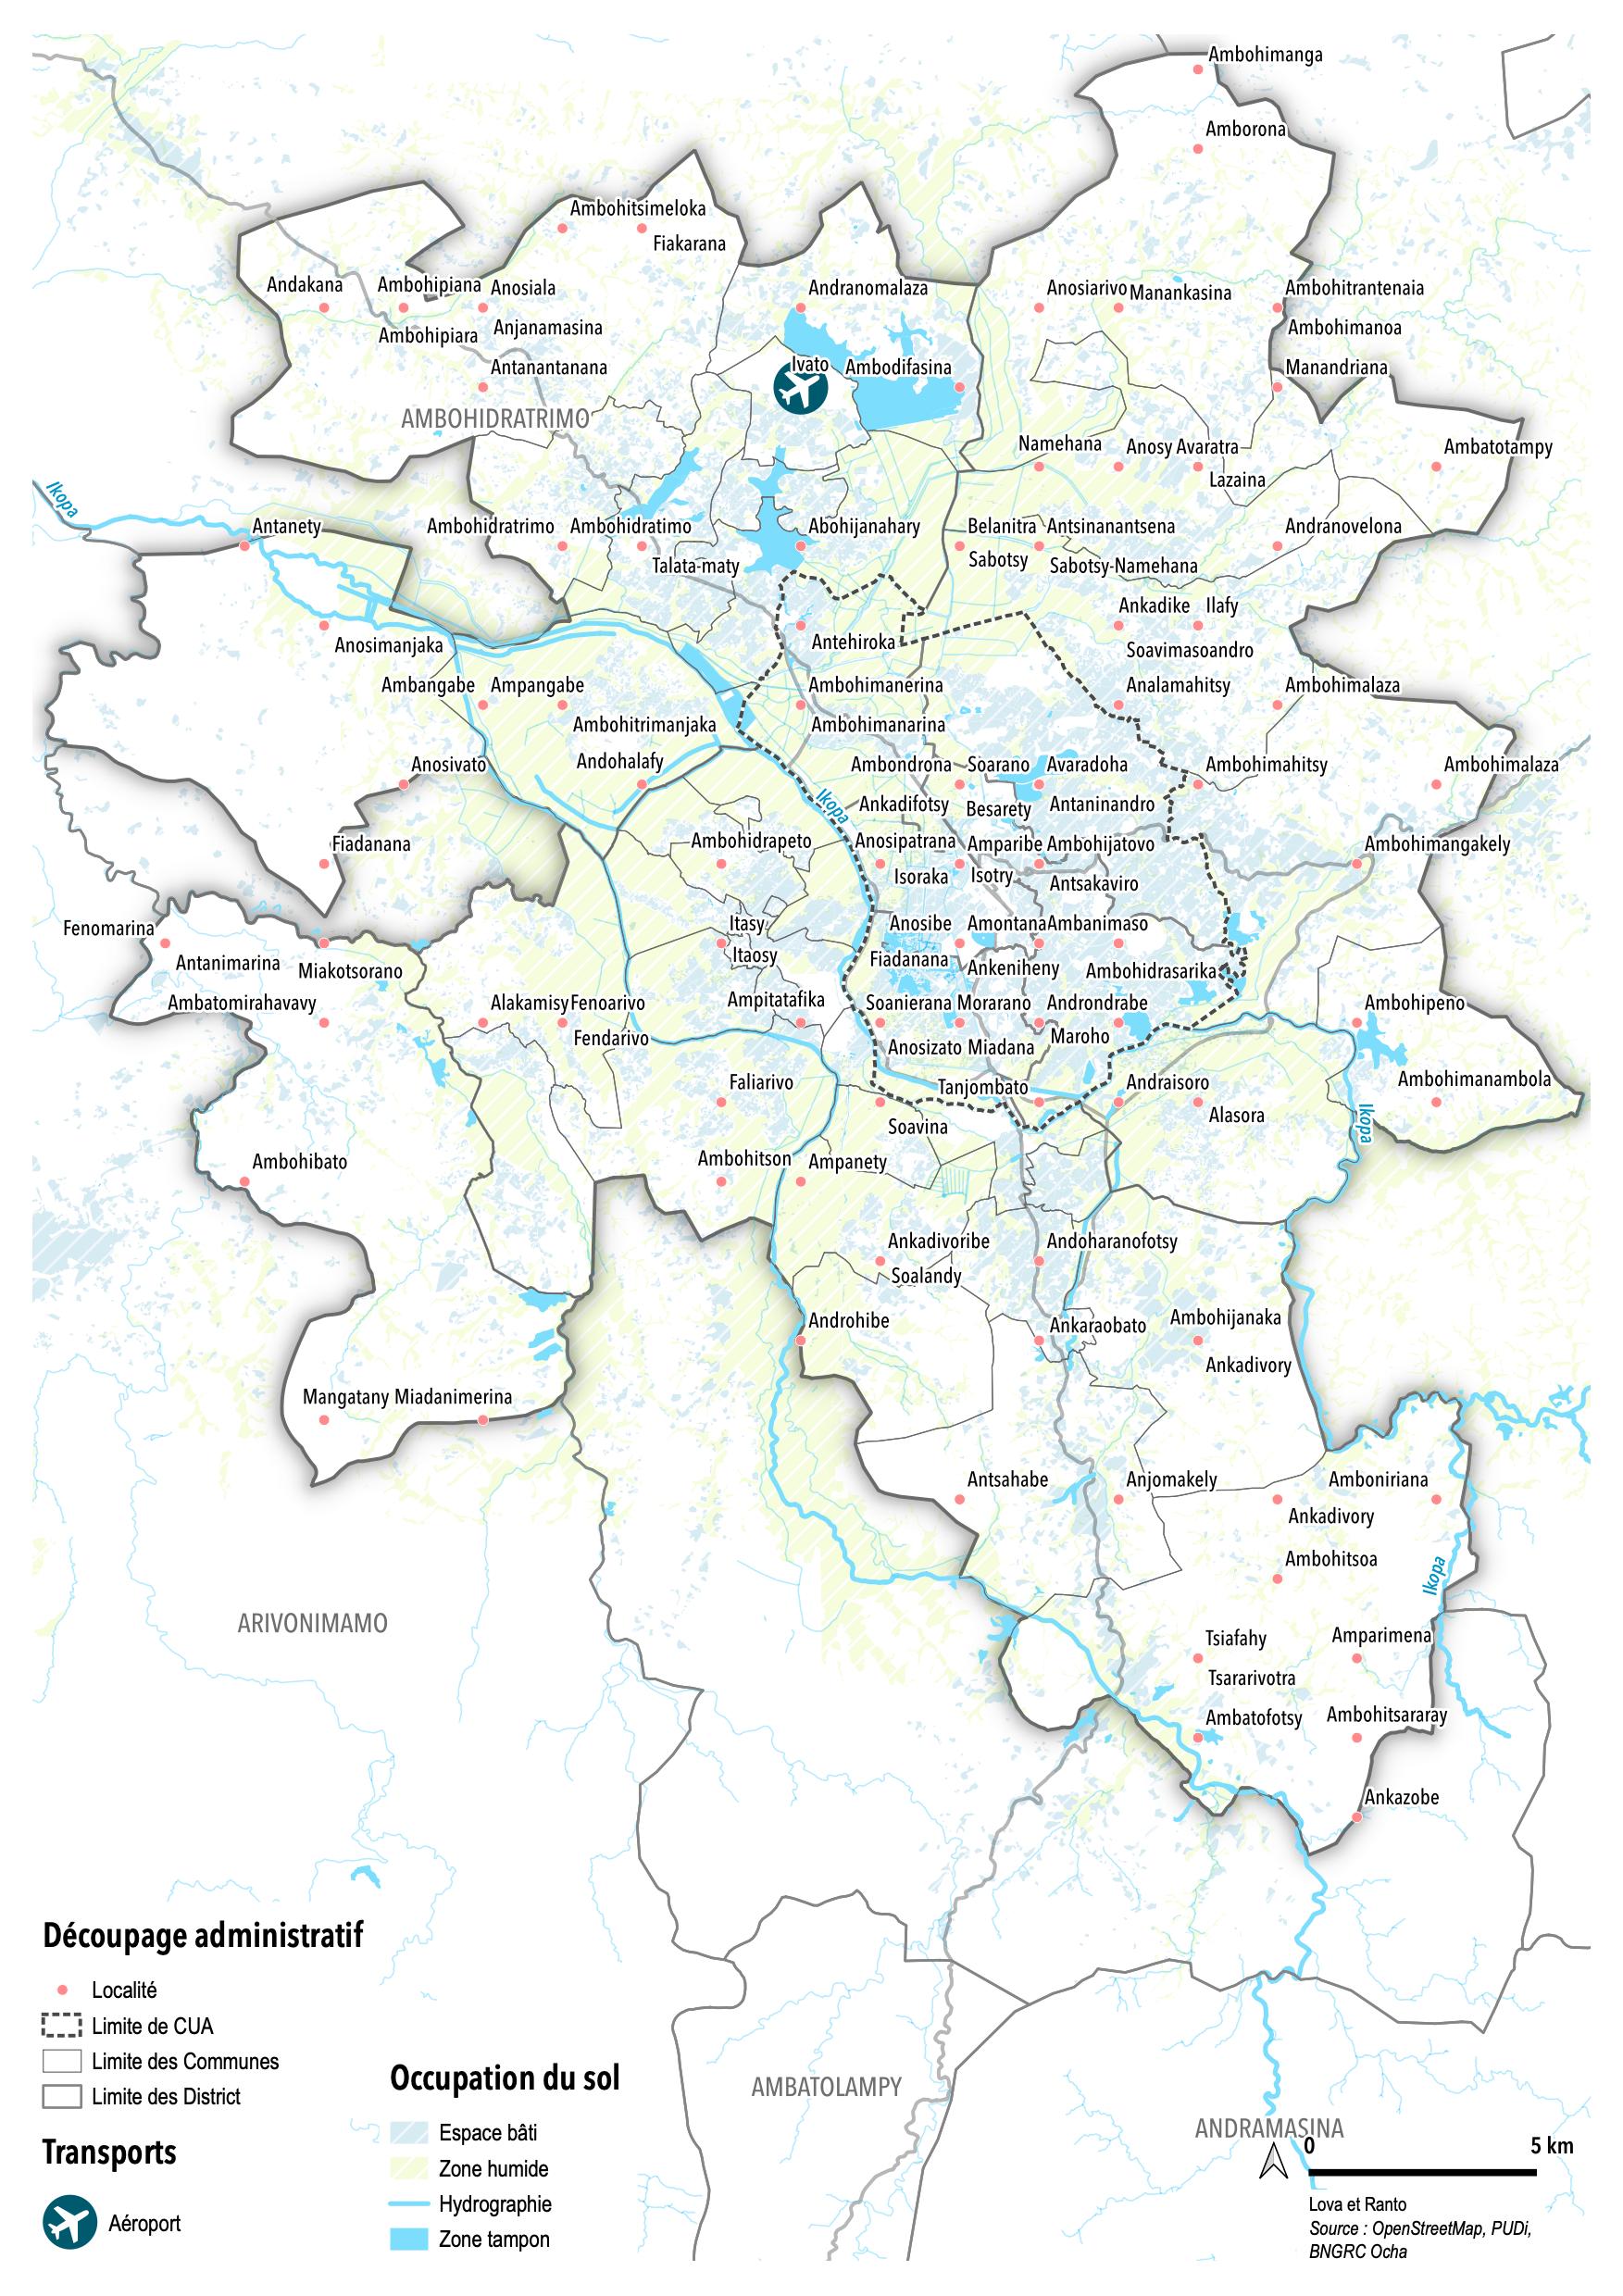 Ambohimanga
Amborona
Ambohitsimeloka
Fiakarana
Andakana
Ambohipiana
Anosiala
Andranomalaza
Anosiarivo
Manankasina
Ambohitrantenaia
Ambohipiara
Anjanamasina
Ambohimanoa
Antanantanana
Ivato
Ambodifasina
Manandriana
AMBOHIDRATRIMO
Namehana
Anosy Avaratra
Ambatotampy
Lazaina
Ikopa
Antanety
Ambohidratrimo
Ambohidratimo
Abohijanahary
Belanitra
Antsinanantsena
Andranovelona
Talata-maty
Sabotsy
Sabotsy-Namehana
Ankadike
Ilafy
Anosimanjaka
Antehiroka
Soavimasoandro
Ambangabe
Ampangabe
Ambohimanerina
Analamahitsy
Ambohimalaza
Ambohitrimanjaka
Ambohimanarina
Anosivato
Andohalafy
Ambondrona
Soarano
Avaradoha
Ambohimahitsy
Ambohimalaza
Ikopa
Ankadifotsy
Besarety
Antaninandro
Fiadanana
Ambohidrapeto
Anosipatrana
Amparibe
Ambohijatovo
Ambohimangakely
Isoraka
Isotry
Antsakaviro
Fenomarina
Itasy
Anosibe
Amontana
Ambanimaso
Antanimarina
Miakotsorano
Itaosy
Fiadanana
Ankeniheny
Ambohidrasarika
Ambatomirahavavy
Alakamisy
Fenoarivo
Ampitatafika
Soanierana
Morarano
Androndrabe
Ambohipeno
Fendarivo
Anosizato
Miadana
Maroho
Faliarivo
Tanjombato
Andraisoro
Ambohimanambola
Soavina
Alasora
Ikopa
Ambohibato
Ambohitson
Ampanety
Ankadivoribe
Andoharanofotsy
Soalandy
Androhibe
Ankaraobato
Ambohijanaka
Ankadivory
Mangatany
Miadanimerina
Antsahabe
Anjomakely
Amboniriana
Ankadivory
Ambohitsoa
Ikopa
ARIVONIMAMO
Tsiafahy
Amparimena
Tsararivotra
Ambatofotsy
Ambohitsararay
Ankazobe
AMBATOLAMPY
ANDRAMASINA
Découpage administratif
Localité
Limite de CUA
Limite des Communes
Limite des District
Transports
Aéroport
Occupation du sol
Espace bâti
Zone humide
Hydrographie
Zone tampon
0 5 km
Lova et Ranto
Source : OpenStreetMap, PUDi,
BNGRC Ocha